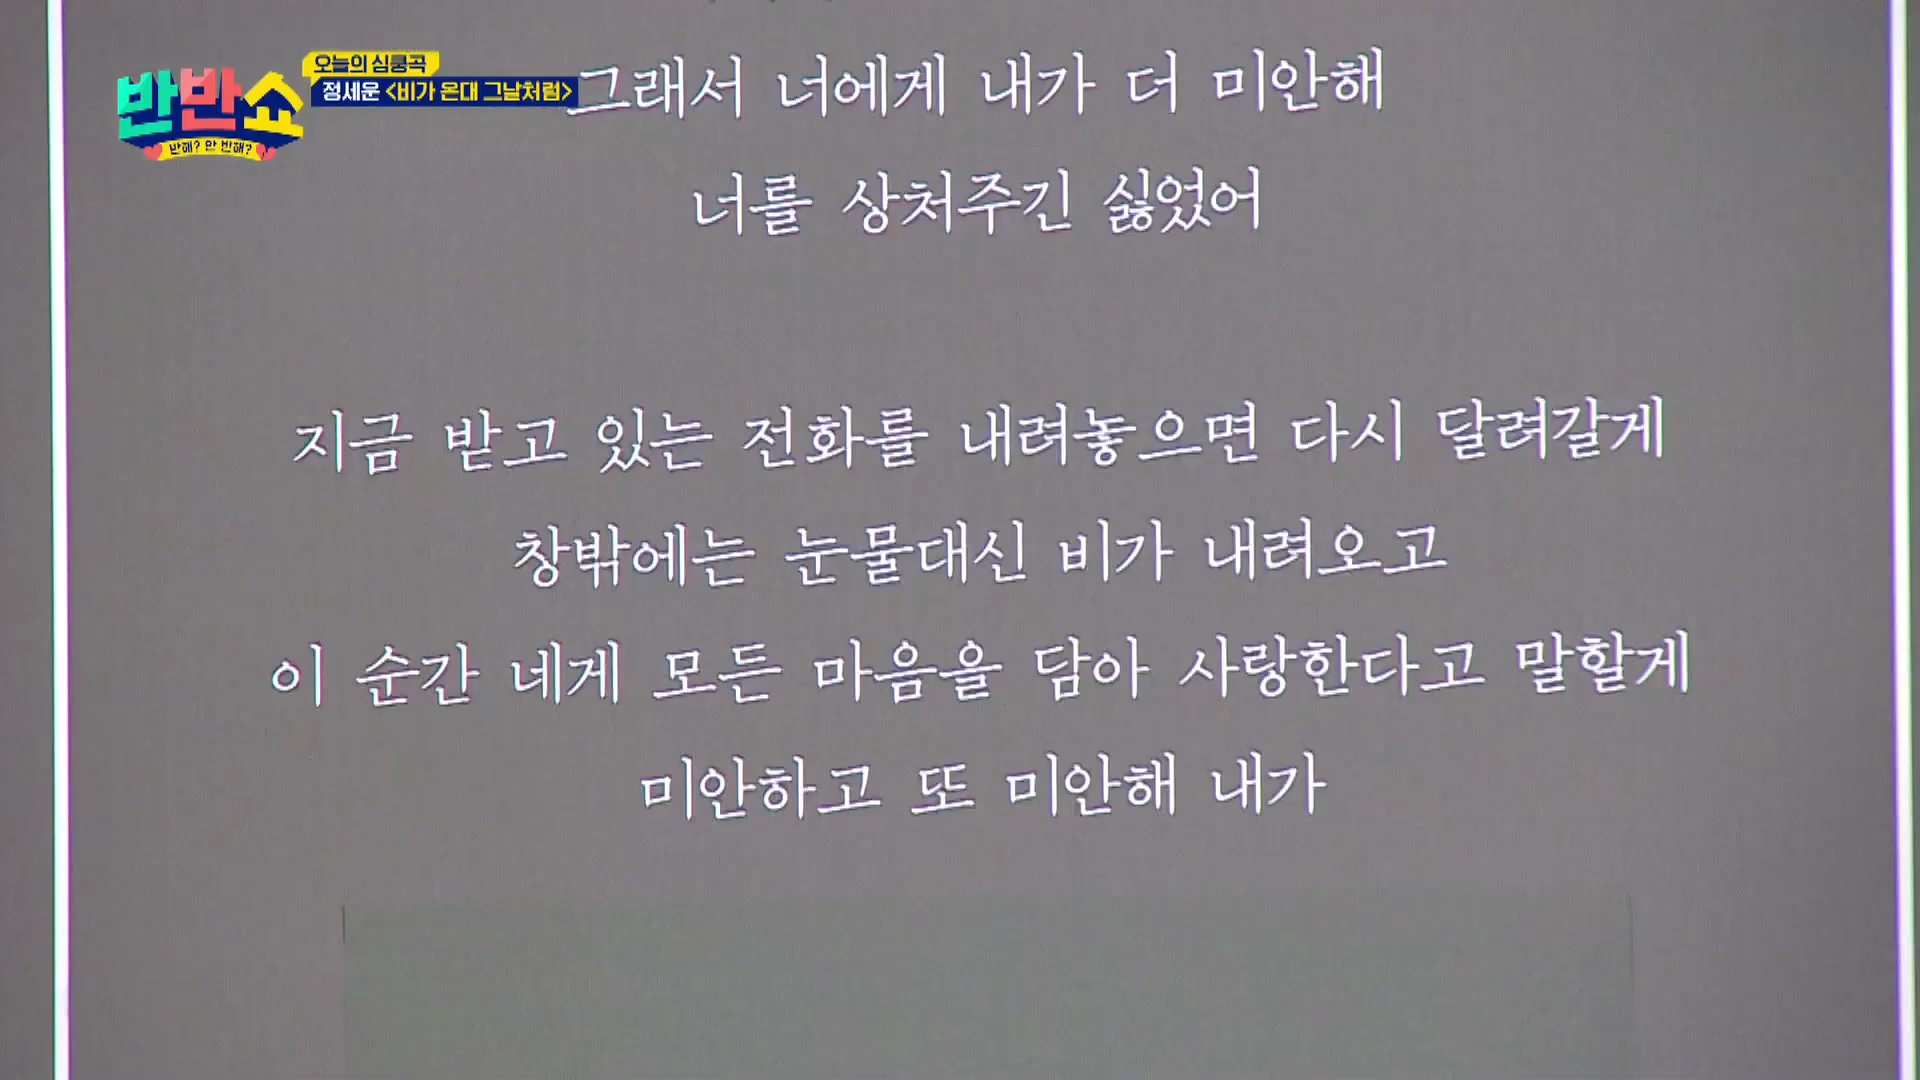 반반쇼
반해? 안 반해?
오늘의 심쿵곡
정세운 <비가 온대 그날처럼>
그래서 너에게 내가 더 미안해
너를 상처주긴 싫었어
지금 받고 있는 전화를 내려놓으면 다시 달려갈게
창밖에는 눈물대신 비가 내려오고
이 순간 네게 모든 마음을 담아 사랑한다고 말할게
미안하고 또 미안해 내가